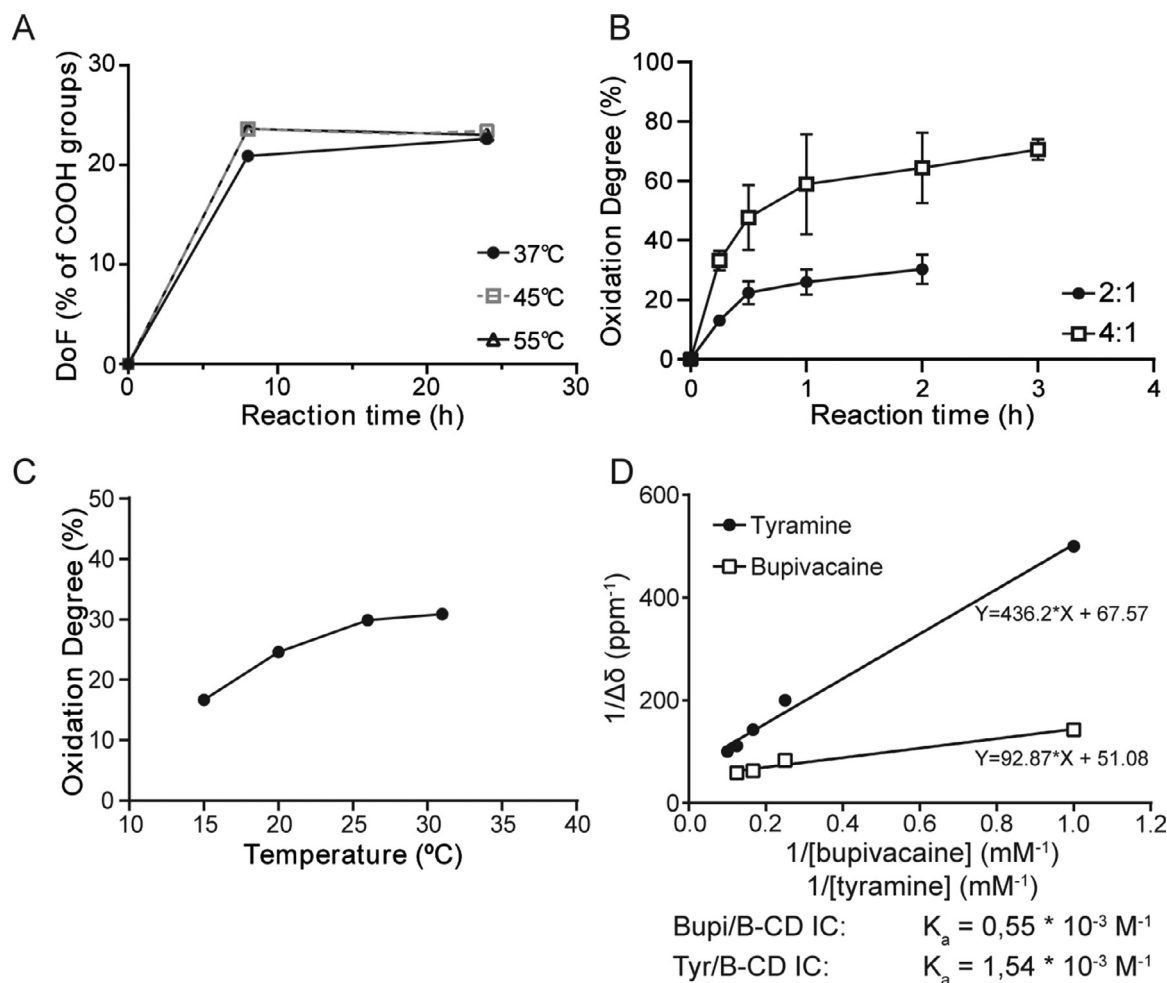 A
DoF (% of COOH groups)
30
20
10
0
0
10
20
30
Reaction time (h)
37℃
45℃
55℃
B
Oxidation Degree (%)
100
80
60
40
20
0
0
1
2
3
4
Reaction time (h)
2:1
4:1
C
Oxidation Degree (%)
50
40
30
20
10
0
10
15
20
25
30
35
40
Temperature (ºC)
D
1/Δδ (ppm⁻¹)
600
400
200
0
0.0
0.2
0.4
0.6
0.8
1.0
1.2
Tyramine
Bupivacaine
Y=436.2*X + 67.57
Y=92.87*X + 51.08
1/[bupivacaine] (mM⁻¹)
1/[tyramine] (mM⁻¹)
Bupi/B-CD IC: Kₐ = 0,55 * 10⁻³ M⁻¹
Tyr/B-CD IC: Kₐ = 1,54 * 10⁻³ M⁻¹